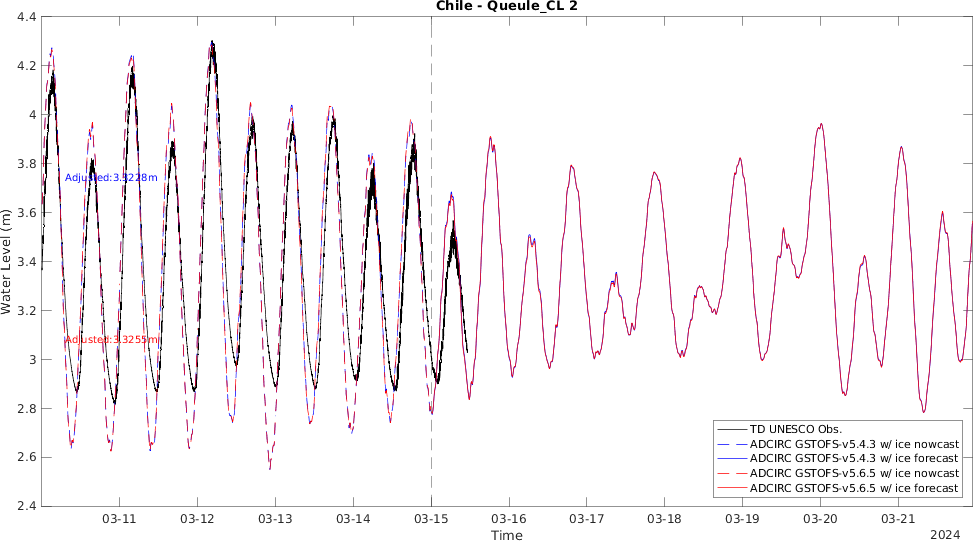 Chile - Queule_CL 2
4.4
4.2
4
3.8
3.6
3.4
3.2
3
2.8
2.6
2.4
Water Level (m)
Adjusted:3.3228m
Adjusted:3.3255m
03-11
03-12
03-13
03-14
03-15
03-16
03-17
03-18
03-19
03-20
03-21
Time
2024
TD UNESCO Obs.
ADCIRC GSTOFS-v5.4.3 w/ ice nowcast
ADCIRC GSTOFS-v5.4.3 w/ ice forecast
ADCIRC GSTOFS-v5.6.5 w/ ice nowcast
ADCIRC GSTOFS-v5.6.5 w/ ice forecast